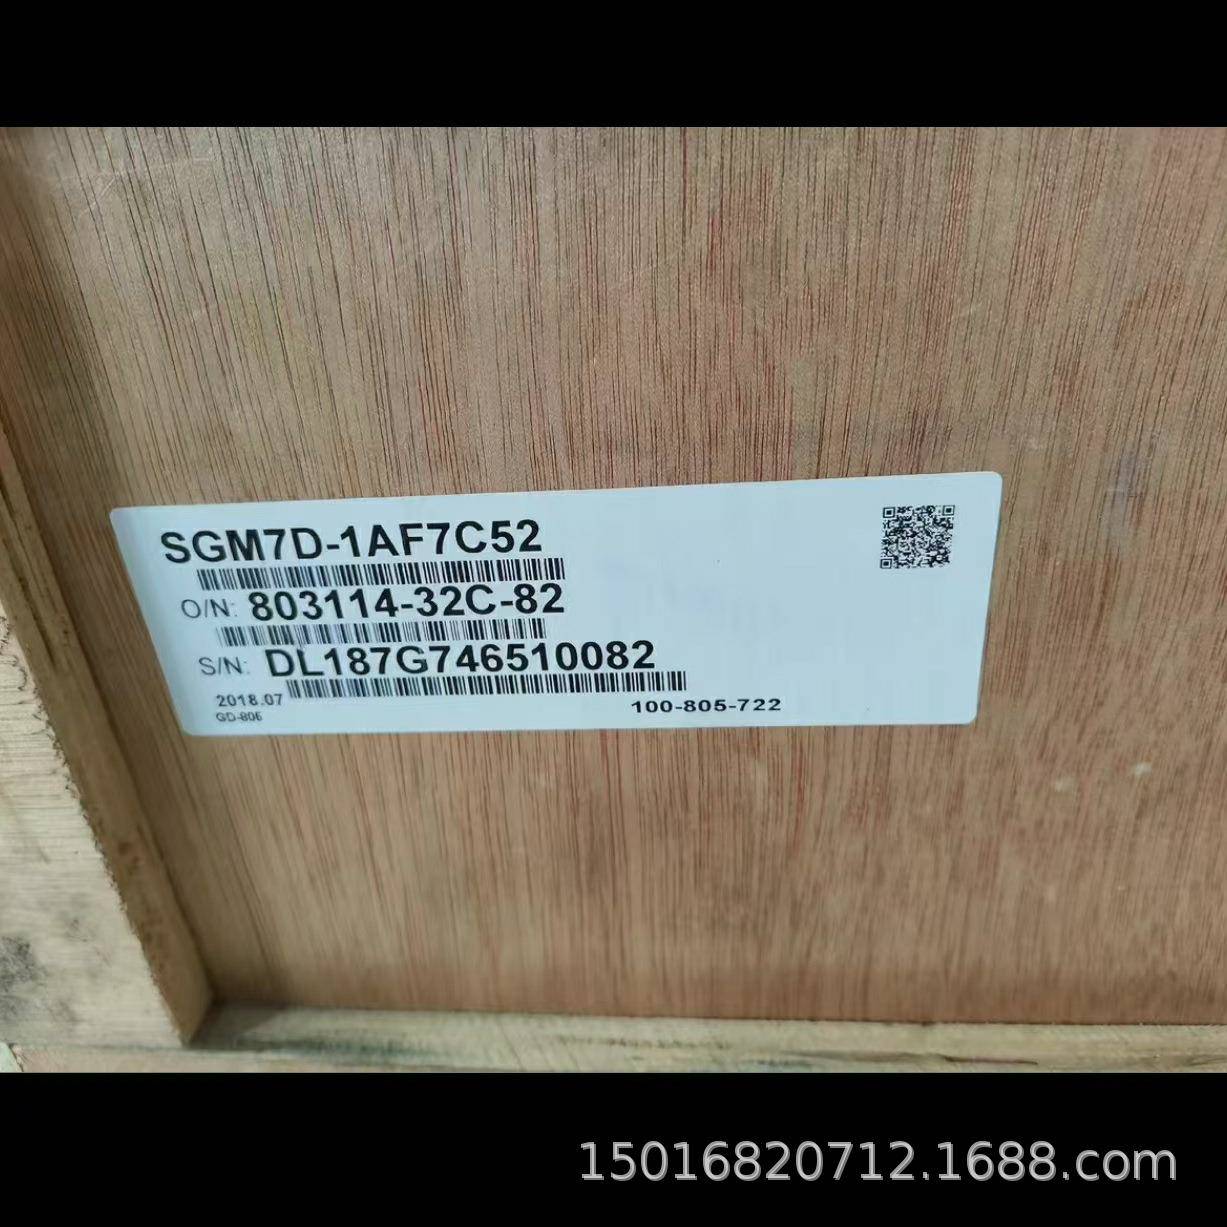 SGM7D-1AF7C52
O/N: 803114-32C-82
S/N: DL187G746510082
2018.07
GD-806
100-805-722
15016820712.1688.com